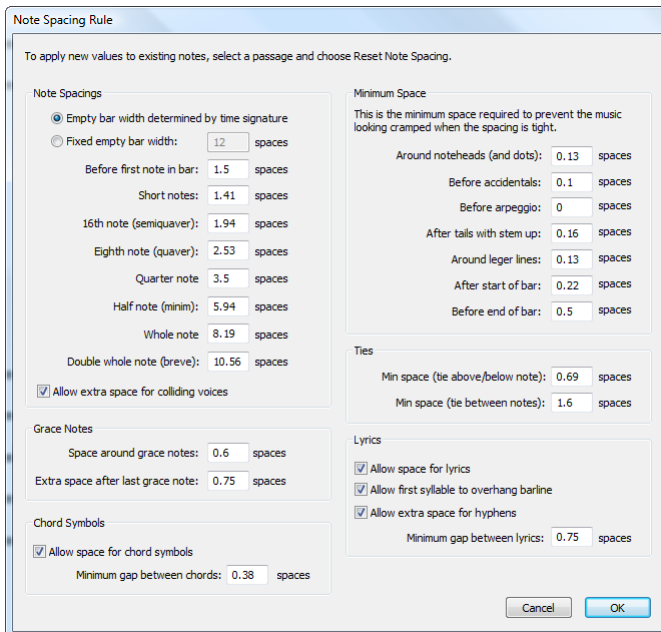 Note Spacing Rule
To apply new values to existing notes, select a passage and choose Reset Note Spacing.
Note Spacings
Empty bar width determined by time signature
Fixed empty bar width: 12 spaces
Before first note in bar: 1.5 spaces
Short notes: 1.41 spaces
16th note (semiquaver): 1.94 spaces
Eighth note (quaver): 2.53 spaces
Quarter note 3.5 spaces
Half note (minim): 5.94 spaces
Whole note 8.19 spaces
Double whole note (breve): 10.56 spaces
Allow extra space for colliding voices
Grace Notes
Space around grace notes: 0.6 spaces
Extra space after last grace note: 0.75 spaces
Chord Symbols
Allow space for chord symbols
Minimum gap between chords: 0.38 spaces
Minimum Space
This is the minimum space required to prevent the music
looking cramped when the spacing is tight.
Around noteheads (and dots): 0.13 spaces
Before accidentals: 0.1 spaces
Before arpeggio: 0 spaces
After tails with stem up: 0.16 spaces
Around leger lines: 0.13 spaces
After start of bar: 0.22 spaces
Before end of bar: 0.5 spaces
Ties
Min space (tie above/below note): 0.69 spaces
Min space (tie between notes): 1.6 spaces
Lyrics
Allow space for lyrics
Allow first syllable to overhang barline
Allow extra space for hyphens
Minimum gap between lyrics: 0.75 spaces
Cancel OK